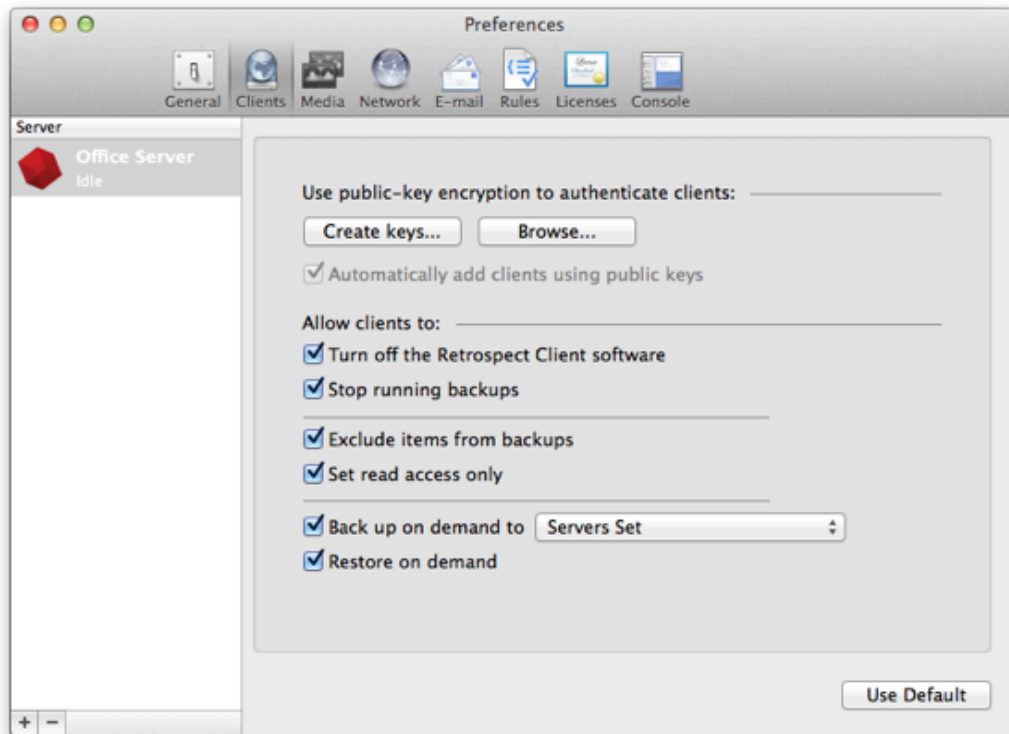 Preferences
General Clients Media Network E-mail Rules Licenses Console
Server
Office Server
Idle
Use public-key encryption to authenticate clients:
Create keys... Browse...
Automatically add clients using public keys
Allow clients to:
Turn off the Retrospect Client software
Stop running backups
Exclude items from backups
Set read access only
Back up on demand to Servers Set
Restore on demand
Use Default
+ −